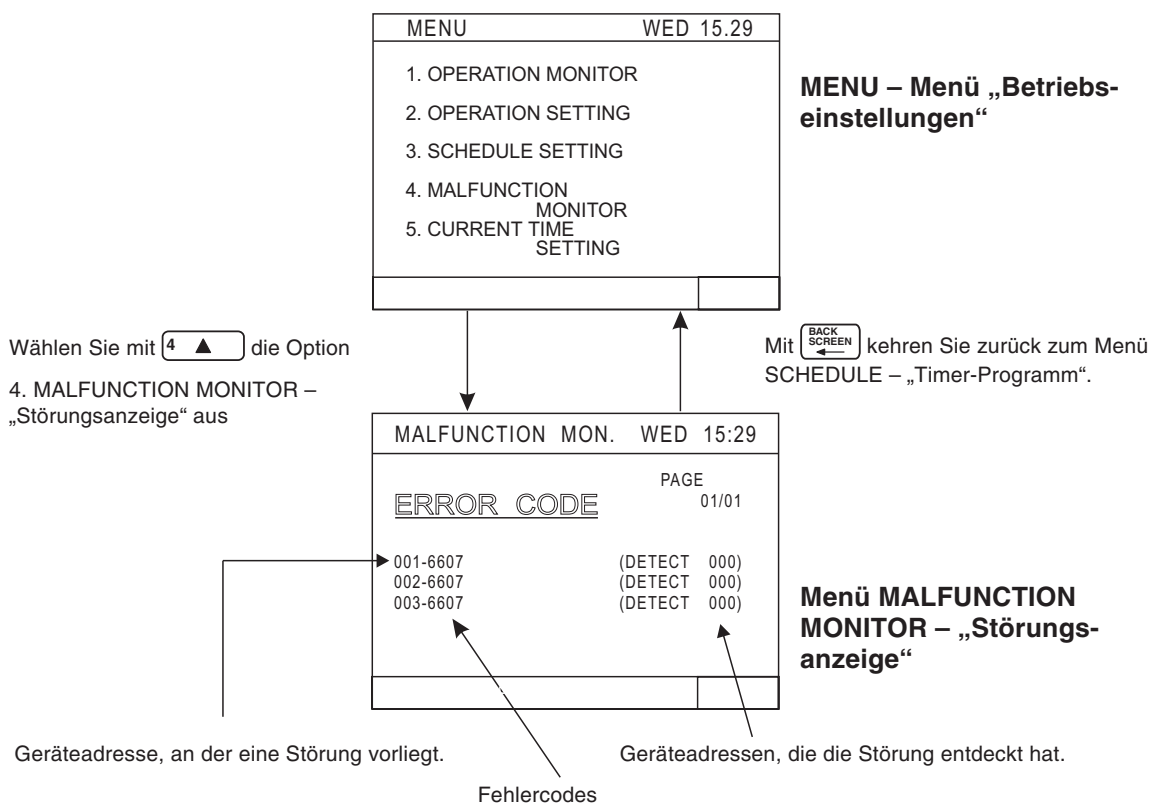 MENU WED 15.29
1. OPERATION MONITOR
2. OPERATION SETTING
3. SCHEDULE SETTING
4. MALFUNCTION
MONITOR
5. CURRENT TIME
SETTING
MENU – Menü „Betriebs-
einstellungen“
Wählen Sie mit 4 ▲ die Option
4. MALFUNCTION MONITOR –
„Störungsanzeige“ aus
Mit BACK SCREEN ← kehren Sie zurück zum Menü
SCHEDULE – „Timer-Programm“.
MALFUNCTION MON. WED 15:29
PAGE
ERROR CODE 01/01
001-6607 (DETECT 000)
002-6607 (DETECT 000)
003-6607 (DETECT 000)
Menü MALFUNCTION
MONITOR – „Störungs-
anzeige“
Geräteadresse, an der eine Störung vorliegt.
Geräteadressen, die die Störung entdeckt hat.
Fehlercodes